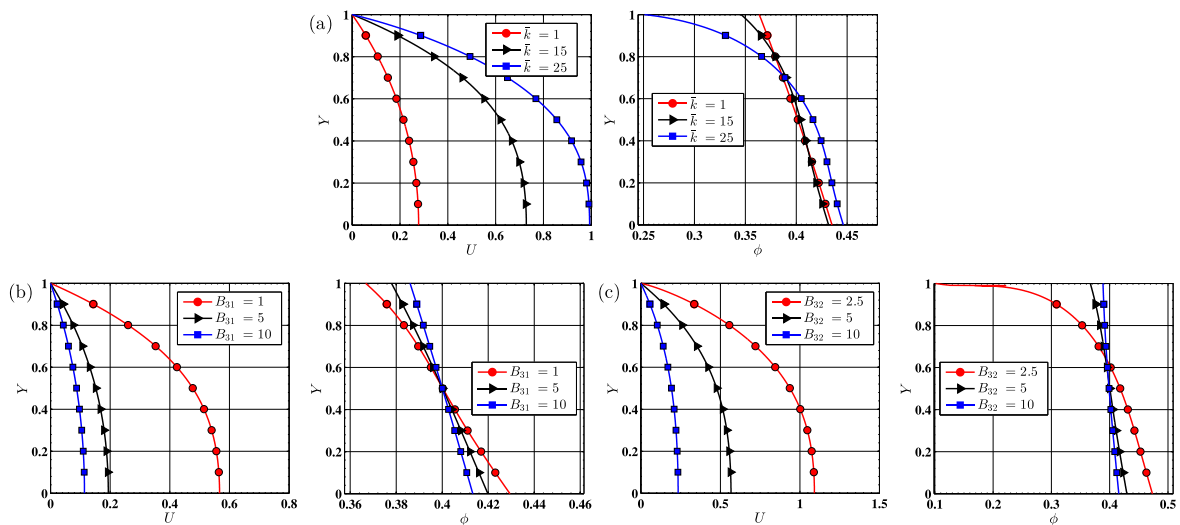 (a)
1
0.8
0.6
0.4
0.2
0
Y
0 0.2 0.4 0.6 0.8 1
U
k̄ = 1
k̄ = 15
k̄ = 25
1
0.8
0.6
0.4
0.2
0
Y
0.25 0.3 0.35 0.4 0.45
ϕ
k̄ = 1
k̄ = 15
k̄ = 25
(b)
1
0.8
0.6
0.4
0.2
0
Y
0 0.2 0.4 0.6 0.8
U
B₃₁ = 1
B₃₁ = 5
B₃₁ = 10
1
0.8
0.6
0.4
0.2
0
Y
0.36 0.38 0.4 0.42 0.44 0.46
ϕ
B₃₁ = 1
B₃₁ = 5
B₃₁ = 10
(c)
1
0.8
0.6
0.4
0.2
0
Y
0 0.5 1 1.5
U
B₃₂ = 2.5
B₃₂ = 5
B₃₂ = 10
1
0.8
0.6
0.4
0.2
0
Y
0.1 0.2 0.3 0.4 0.5
ϕ
B₃₂ = 2.5
B₃₂ = 5
B₃₂ = 10